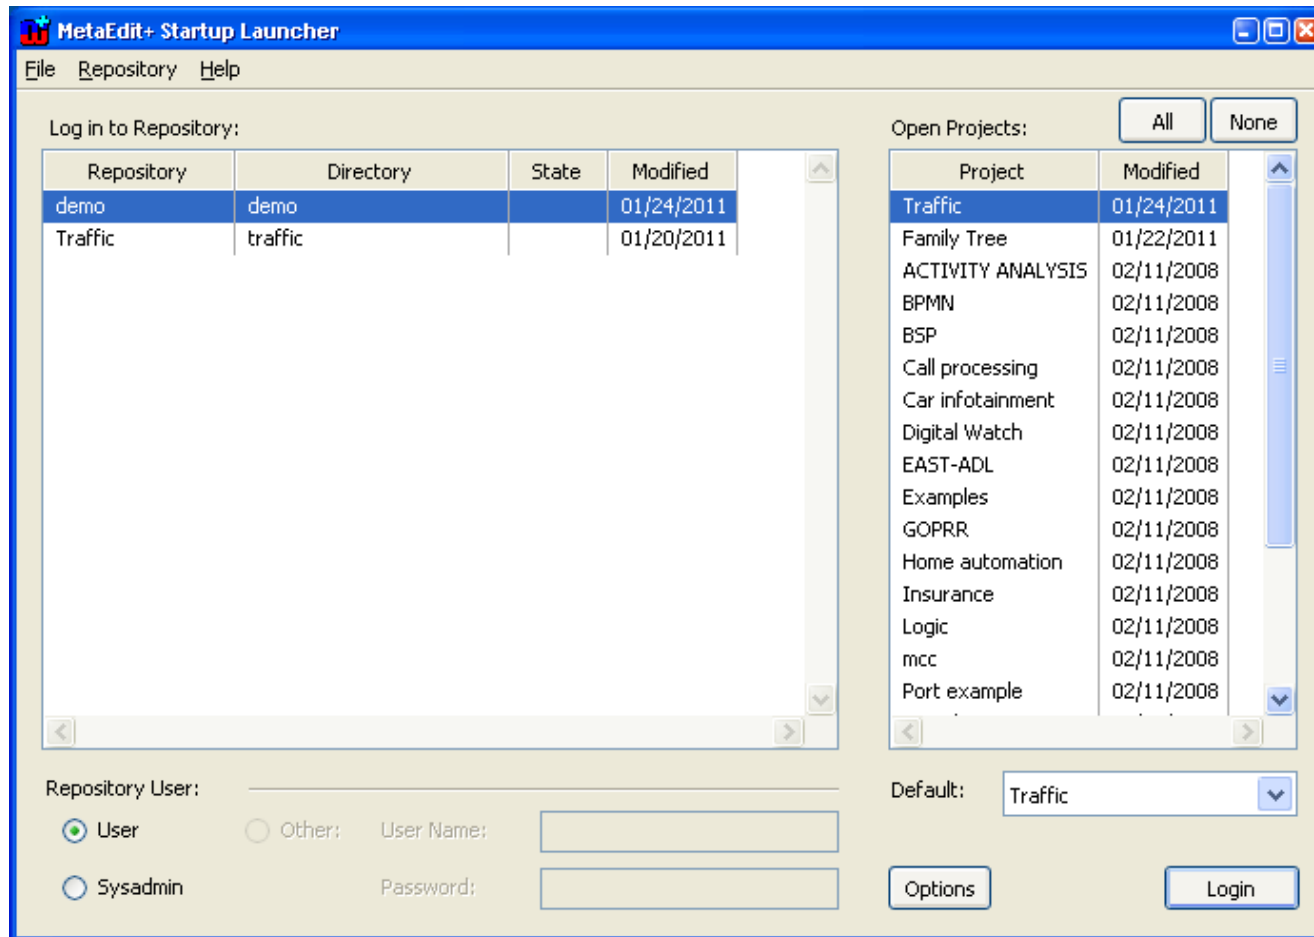 MetaEdit+ Startup Launcher
File Repository Help
Log in to Repository:
Repository Directory State Modified
demo demo 01/24/2011
Traffic traffic 01/20/2011
Open Projects: All None
Project Modified
Traffic 01/24/2011
Family Tree 01/22/2011
ACTIVITY ANALYSIS 02/11/2008
BPMN 02/11/2008
BSP 02/11/2008
Call processing 02/11/2008
Car infotainment 02/11/2008
Digital Watch 02/11/2008
EAST-ADL 02/11/2008
Examples 02/11/2008
GOPRR 02/11/2008
Home automation 02/11/2008
Insurance 02/11/2008
Logic 02/11/2008
mcc 02/11/2008
Port example 02/11/2008
Repository User:
User Other: User Name:
Sysadmin Password:
Default: Traffic
Options Login